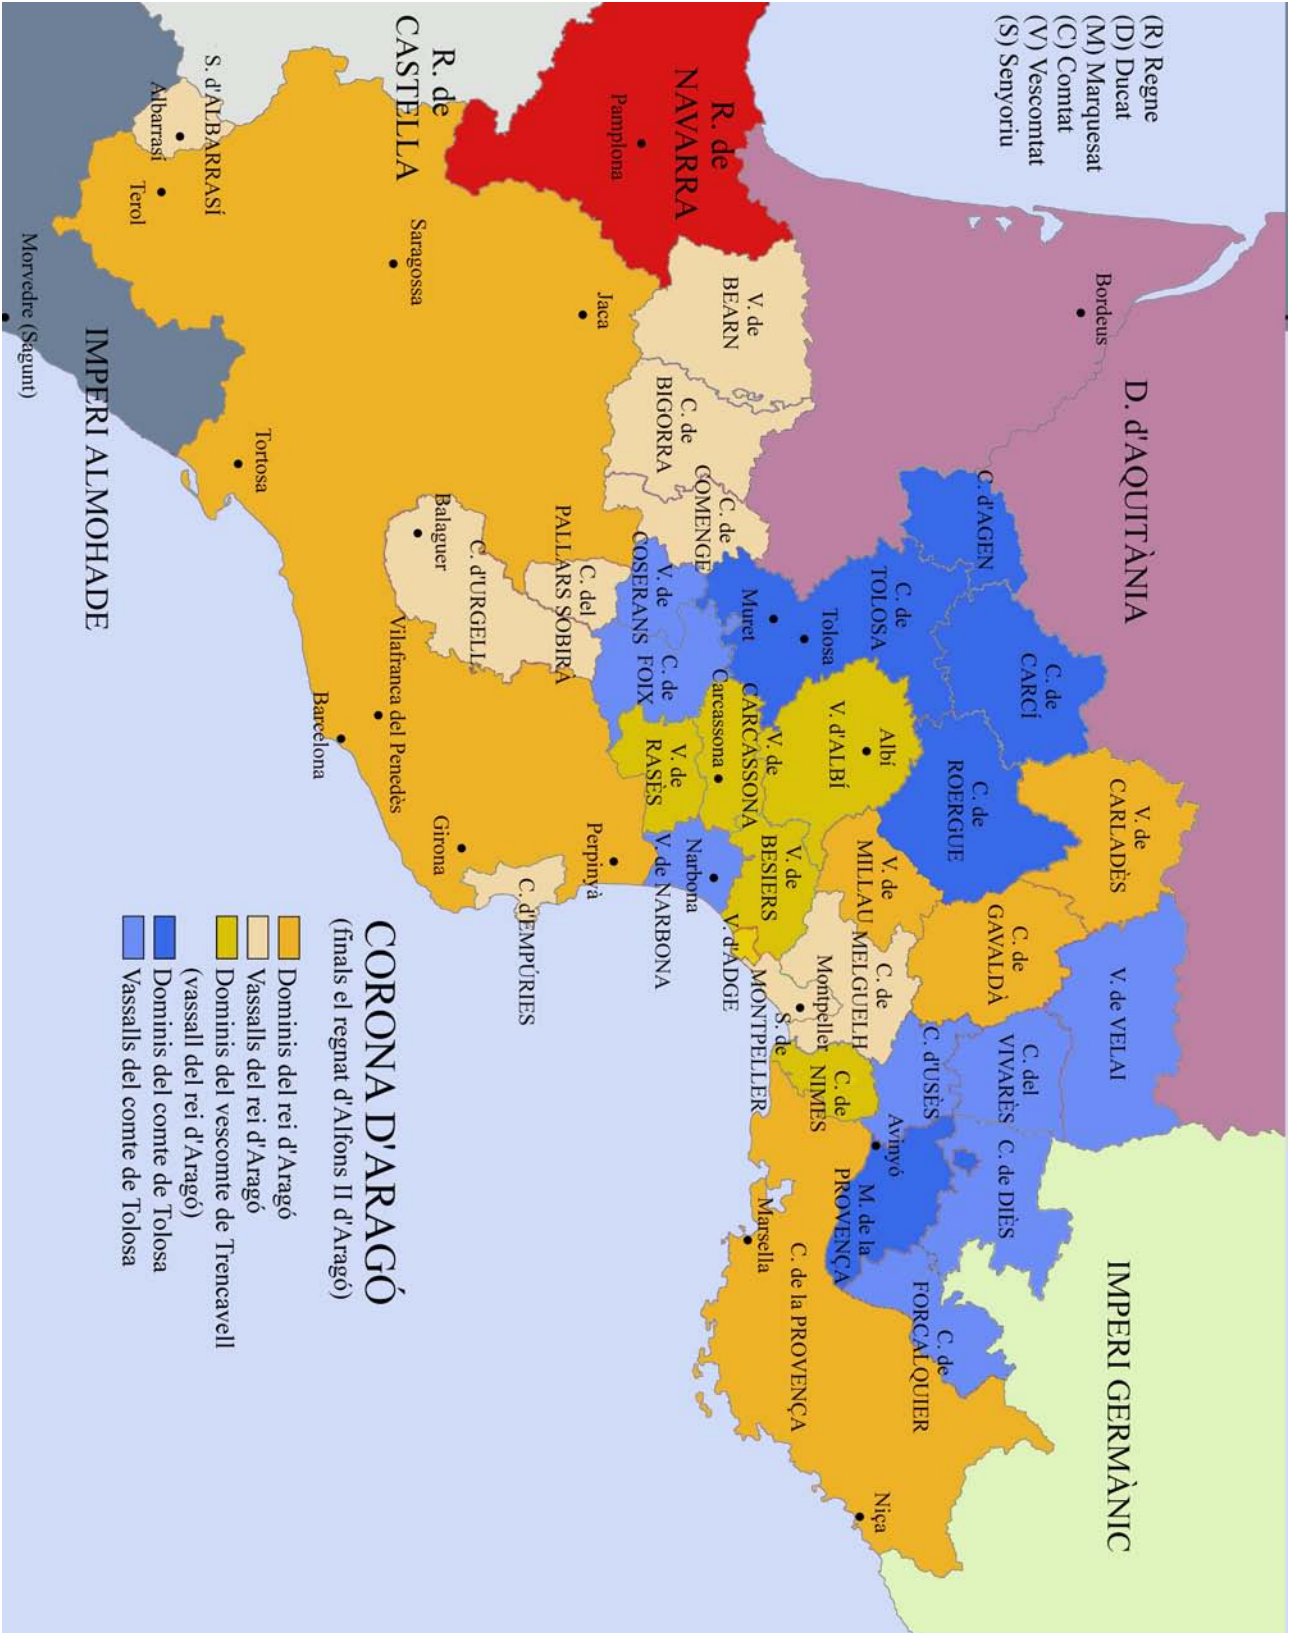 (R) Regne
(D) Ducat
(M) Marquesat
(C) Comtat
(V) Vescomtat
(S) Senyoriu
D. d'AQUITÀNIA
IMPERI GERMÀNIC
Bordeus
R. de
NAVARRA
Pamplona
R. de
CASTELLA
V. de
BEARN
C. de
BIGORRA
C. de
COMENGE
C. d'AGEN
C. de
CARCÍ
C. de
TOLOSA
Tolosa
Muret
C. de
ROERGUE
V. de
CARLADÈS
C. de
GAVALDÀ
V. de VELAI
C. del
VIVARÈS
C. de DIÈS
C. d'USÈS
Avinyó
M. de la
PROVENÇA
C. de
FORCALQUIER
C. de la PROVENÇA
Marsella
Niça
Albí
V. d'ALBÍ
V. de
MILLAU
C. de
MELGUELH
Montpeller
S. de
MONTPELLER
C. de
NIMES
V. de
CARCASSONA
Carcassona
V. de
BESIERS
V. d'ADGE
V. de
RASÈS
Narbona
V. de NARBONA
V. de
COSERANS
C. de
FOIX
C. del
PALLARS SOBIRÀ
C. d'URGELL
Balaguer
Jaca
Saragossa
S. d'ALBARRASÍ
Albarrasí
Terol
Morvedre (Sagunt)
IMPERI ALMOHADE
Tortosa
Vilafranca del Penedès
Barcelona
Girona
Perpinyà
C. d'EMPÚRIES
CORONA D'ARAGÓ
(finals el regnat d'Alfons II d'Aragó)
Dominis del rei d'Aragó
Vassalls del rei d'Aragó
Dominis del vescomte de Trencavell
(vassall del rei d'Aragó)
Dominis del comte de Tolosa
Vassalls del comte de Tolosa